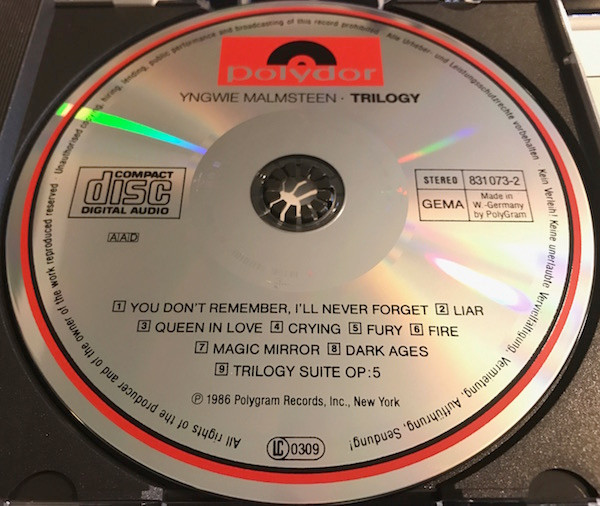 polydor
YNGWIE MALMSTEEN · TRILOGY
COMPACT
disc
DIGITAL AUDIO
AAD
STEREO 831 073-2
GEMA
Made in
W.-Germany
by PolyGram
1 YOU DON'T REMEMBER, I'LL NEVER FORGET 2 LIAR
3 QUEEN IN LOVE 4 CRYING 5 FURY 6 FIRE
7 MAGIC MIRROR 8 DARK AGES
9 TRILOGY SUITE OP:5
℗ 1986 Polygram Records, Inc., New York
LC 0309
All rights of the producer and of the owner of the work reproduced reserved · Unauthorised copying, hiring, lending, public performance and broadcasting of this record prohibited · Alle Urheber- und Leistungsschutzrechte vorbehalten · Kein Verleih! Keine unerlaubte Vervielfältigung, Vermietung, Aufführung, Sendung!